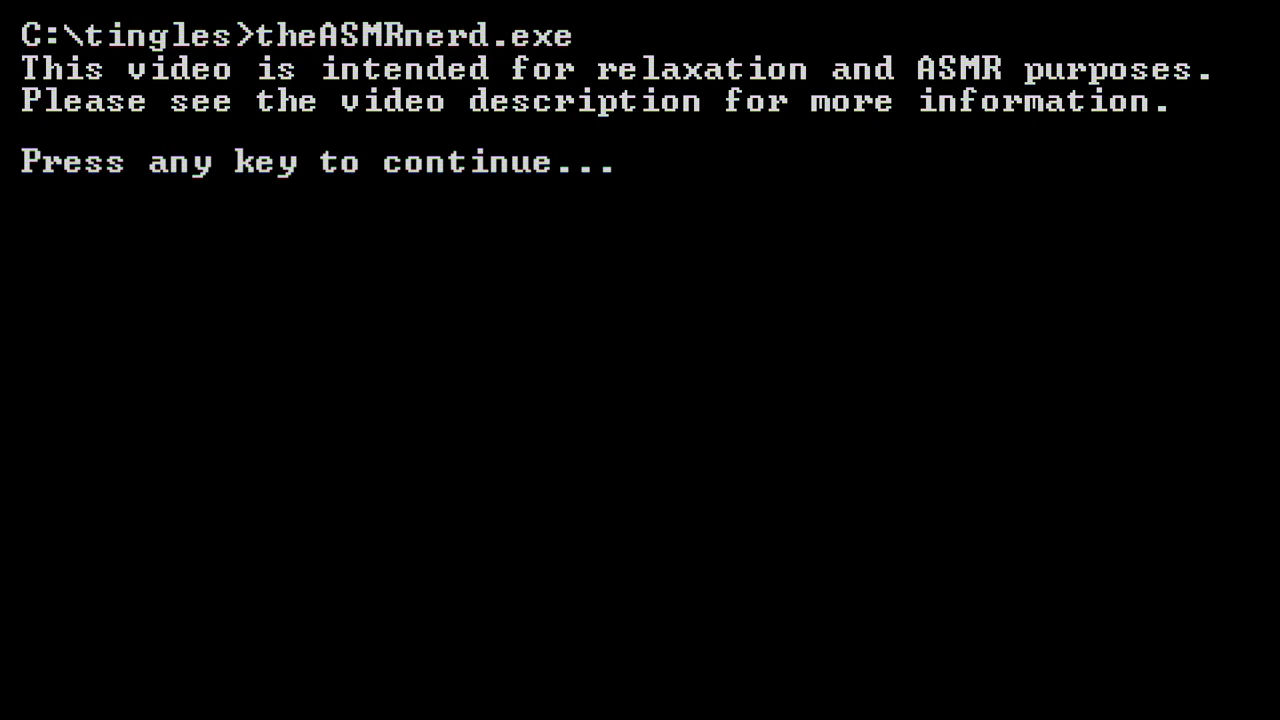 C:\tingles>theASMRnerd.exe
This video is intended for relaxation and ASMR purposes.
Please see the video description for more information.
Press any key to continue...